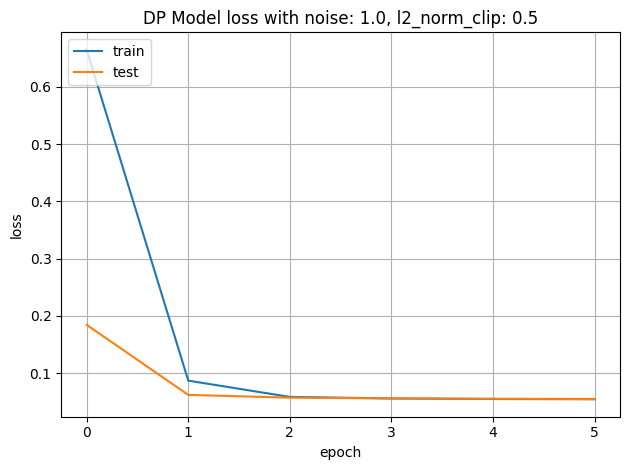 DP Model loss with noise: 1.0, l2_norm_clip: 0.5
train
test
0.6
0.5
0.4
0.3
0.2
0.1
loss
0 1 2 3 4 5
epoch